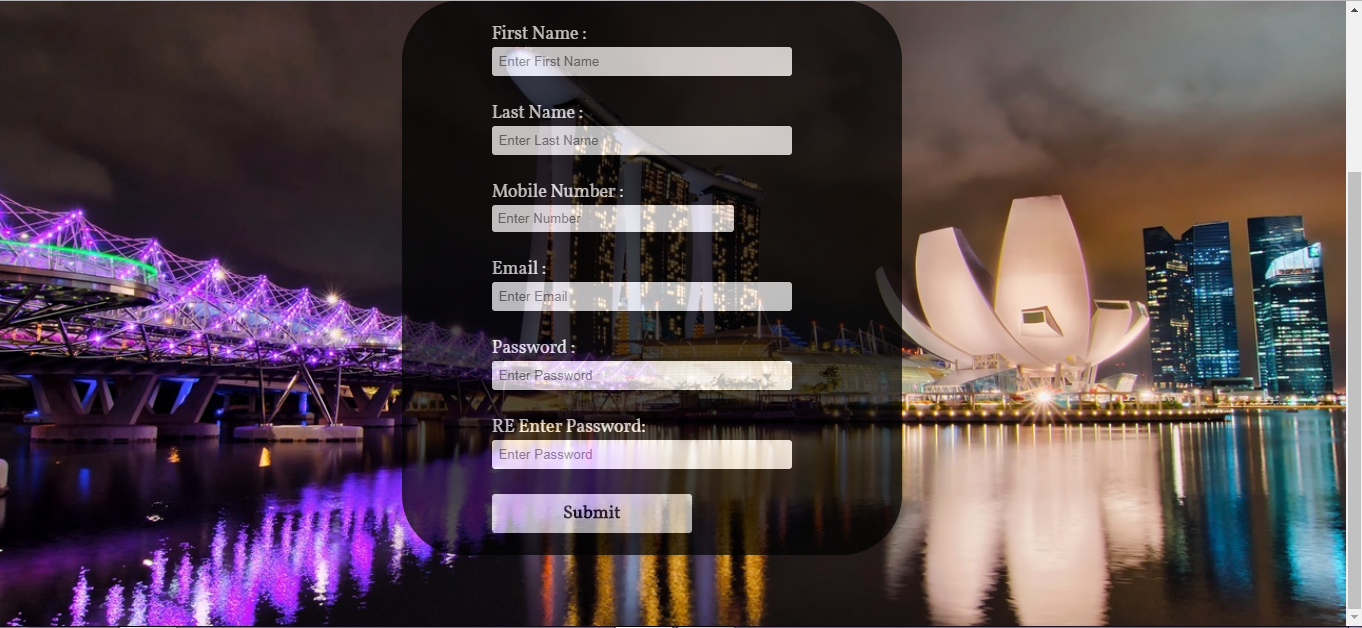 First Name :
Enter First Name
Last Name :
Enter Last Name
Mobile Number :
Enter Number
Email :
Enter Email
Password :
Enter Password
RE Enter Password:
Enter Password
Submit